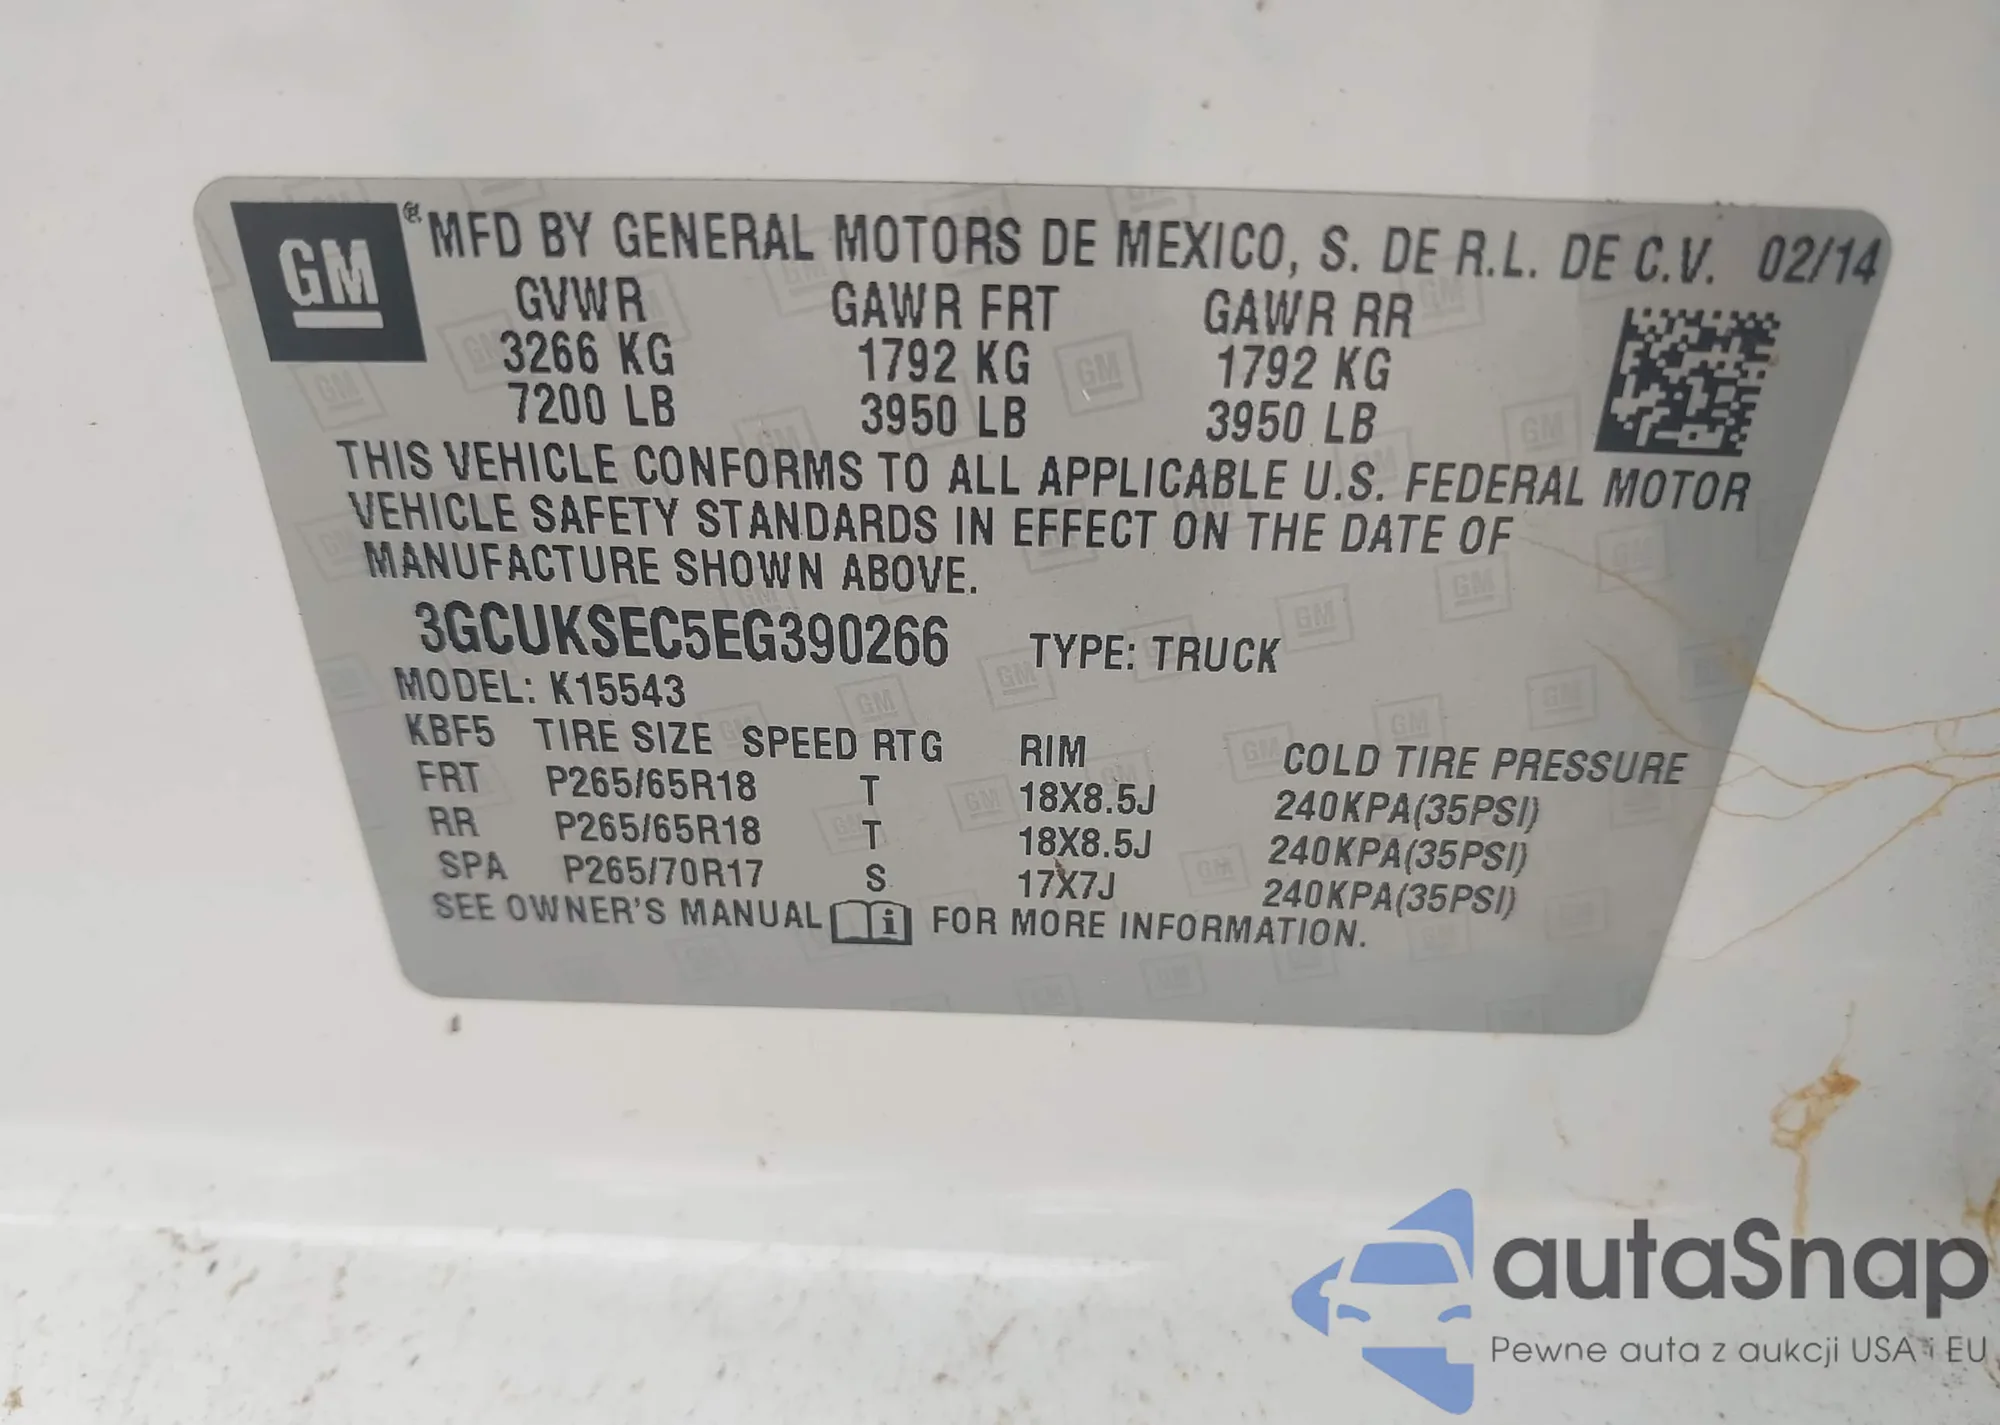 GM
® MFD BY GENERAL MOTORS DE MEXICO, S. DE R.L. DE C.V. 02/14
GVWR GAWR FRT GAWR RR
3266 KG 1792 KG 1792 KG
7200 LB 3950 LB 3950 LB
THIS VEHICLE CONFORMS TO ALL APPLICABLE U.S. FEDERAL MOTOR
VEHICLE SAFETY STANDARDS IN EFFECT ON THE DATE OF
MANUFACTURE SHOWN ABOVE.
3GCUKSEC5EG390266 TYPE: TRUCK
MODEL: K15543
KBF5 TIRE SIZE SPEED RTG RIM COLD TIRE PRESSURE
FRT P265/65R18 T 18X8.5J 240KPA(35PSI)
RR P265/65R18 T 18X8.5J 240KPA(35PSI)
SPA P265/70R17 S 17X7J 240KPA(35PSI)
SEE OWNER'S MANUAL i FOR MORE INFORMATION.
autaSnap
Pewne auta z aukcji USA i EU